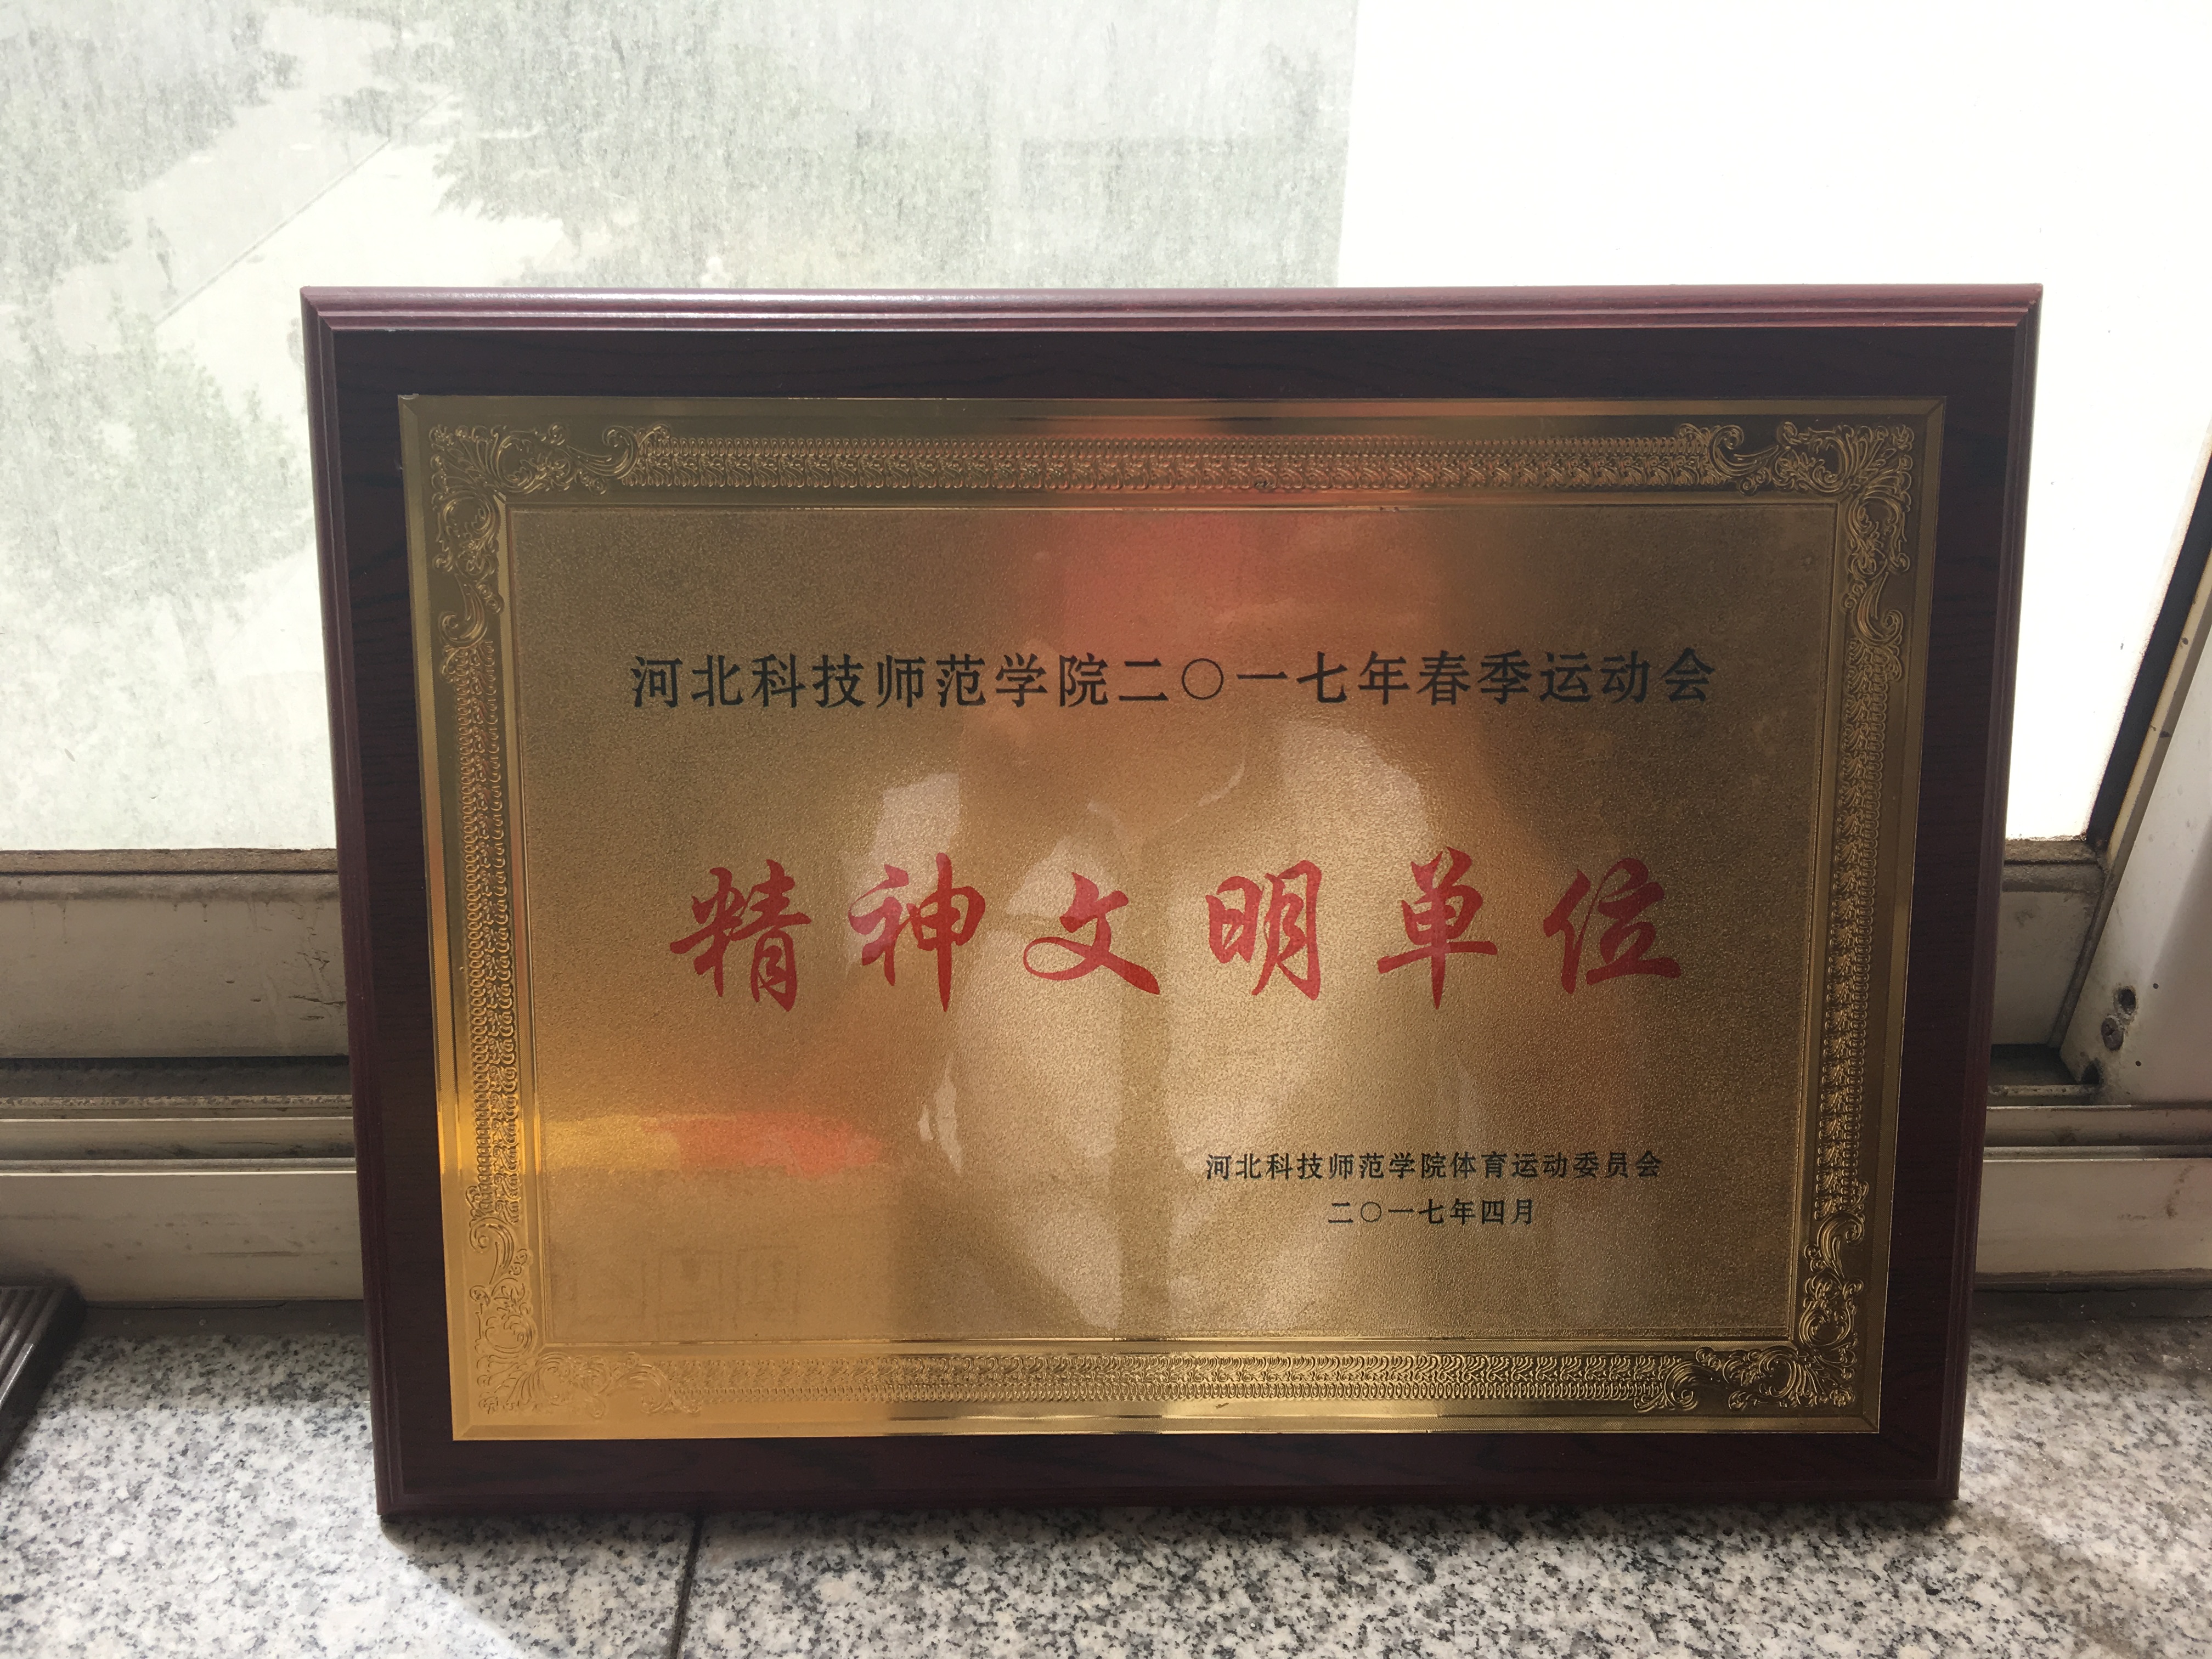 河北科技师范学院二〇一七年春季运动会
精神文明单位
河北科技师范学院体育运动委员会
二〇一七年四月